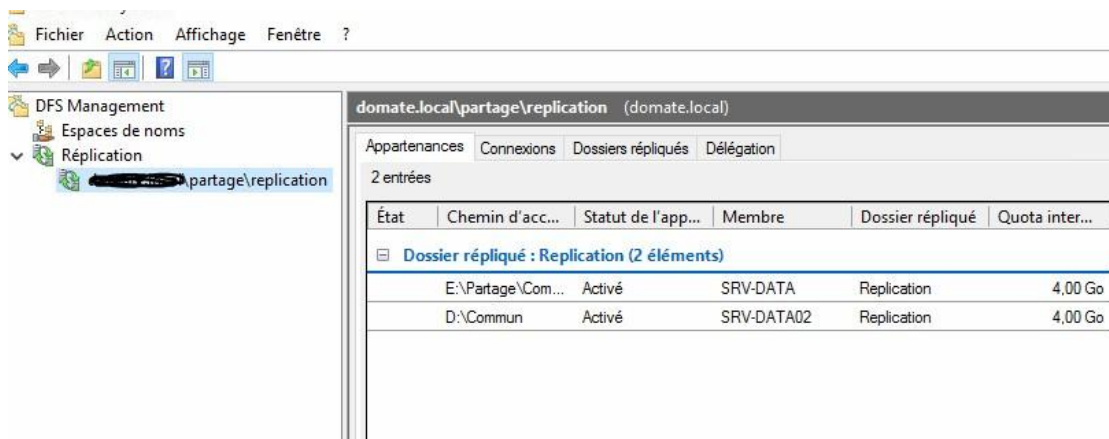 Fichier Action Affichage Fenêtre ?
DFS Management
Espaces de noms
Réplication
\partage\replication
domate.local\partage\replication (domate.local)
Appartenances Connexions Dossiers répliqués Délégation
2 entrées
État Chemin d'acc... Statut de l'app... Membre Dossier répliqué Quota inter...
Dossier répliqué : Replication (2 éléments)
E:\Partage\Com... Activé SRV-DATA Replication 4,00 Go
D:\Commun Activé SRV-DATA02 Replication 4,00 Go